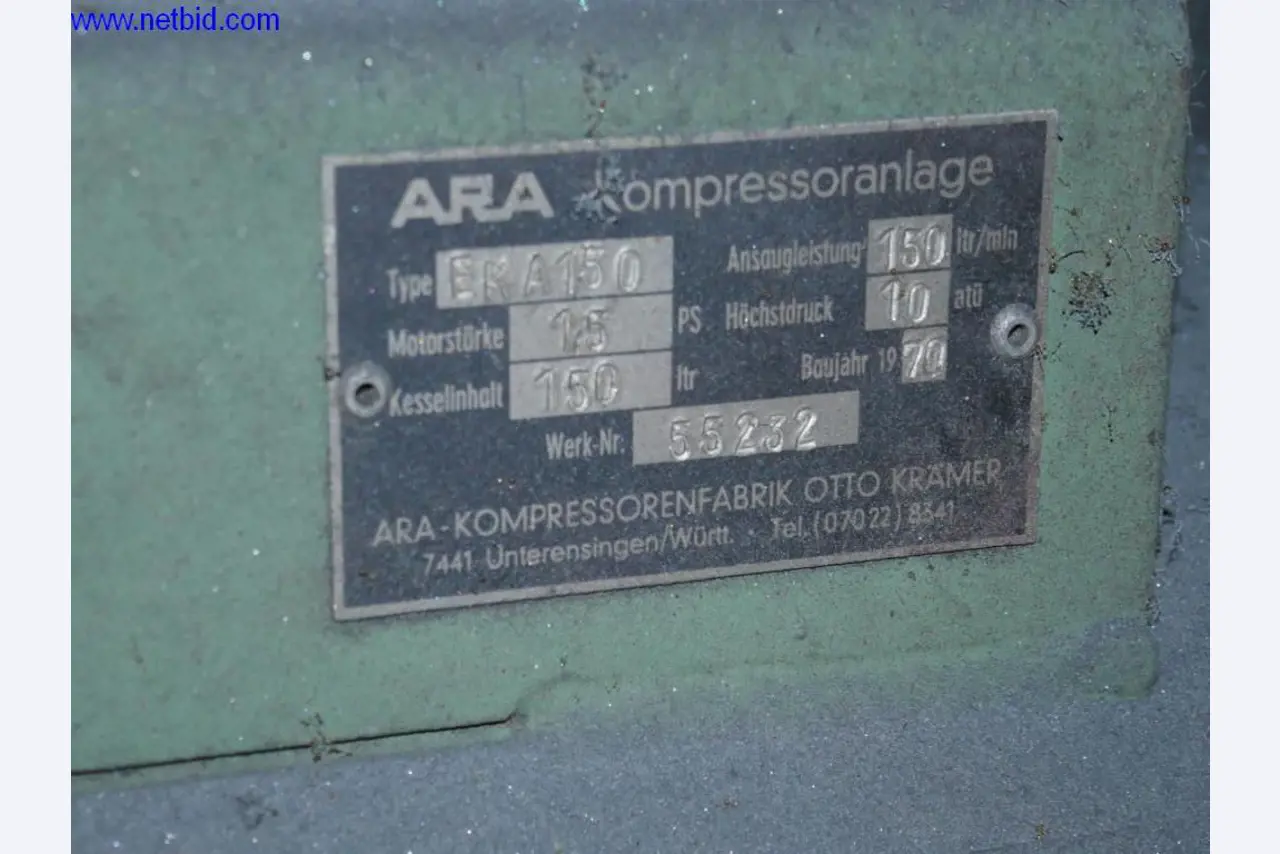 www.netbid.com
ARA Kompressoranlage
Type EKA150 Ansaugleistung 150 ltr/min
Motorstärke 1,5 PS Höchstdruck 10 atü
Kesselinhalt 150 ltr Baujahr 1970
Werk-Nr. 55232
ARA-KOMPRESSORENFABRIK OTTO KRÄMER
7441 Unterensingen/Württ. Tel. (07022) 8341